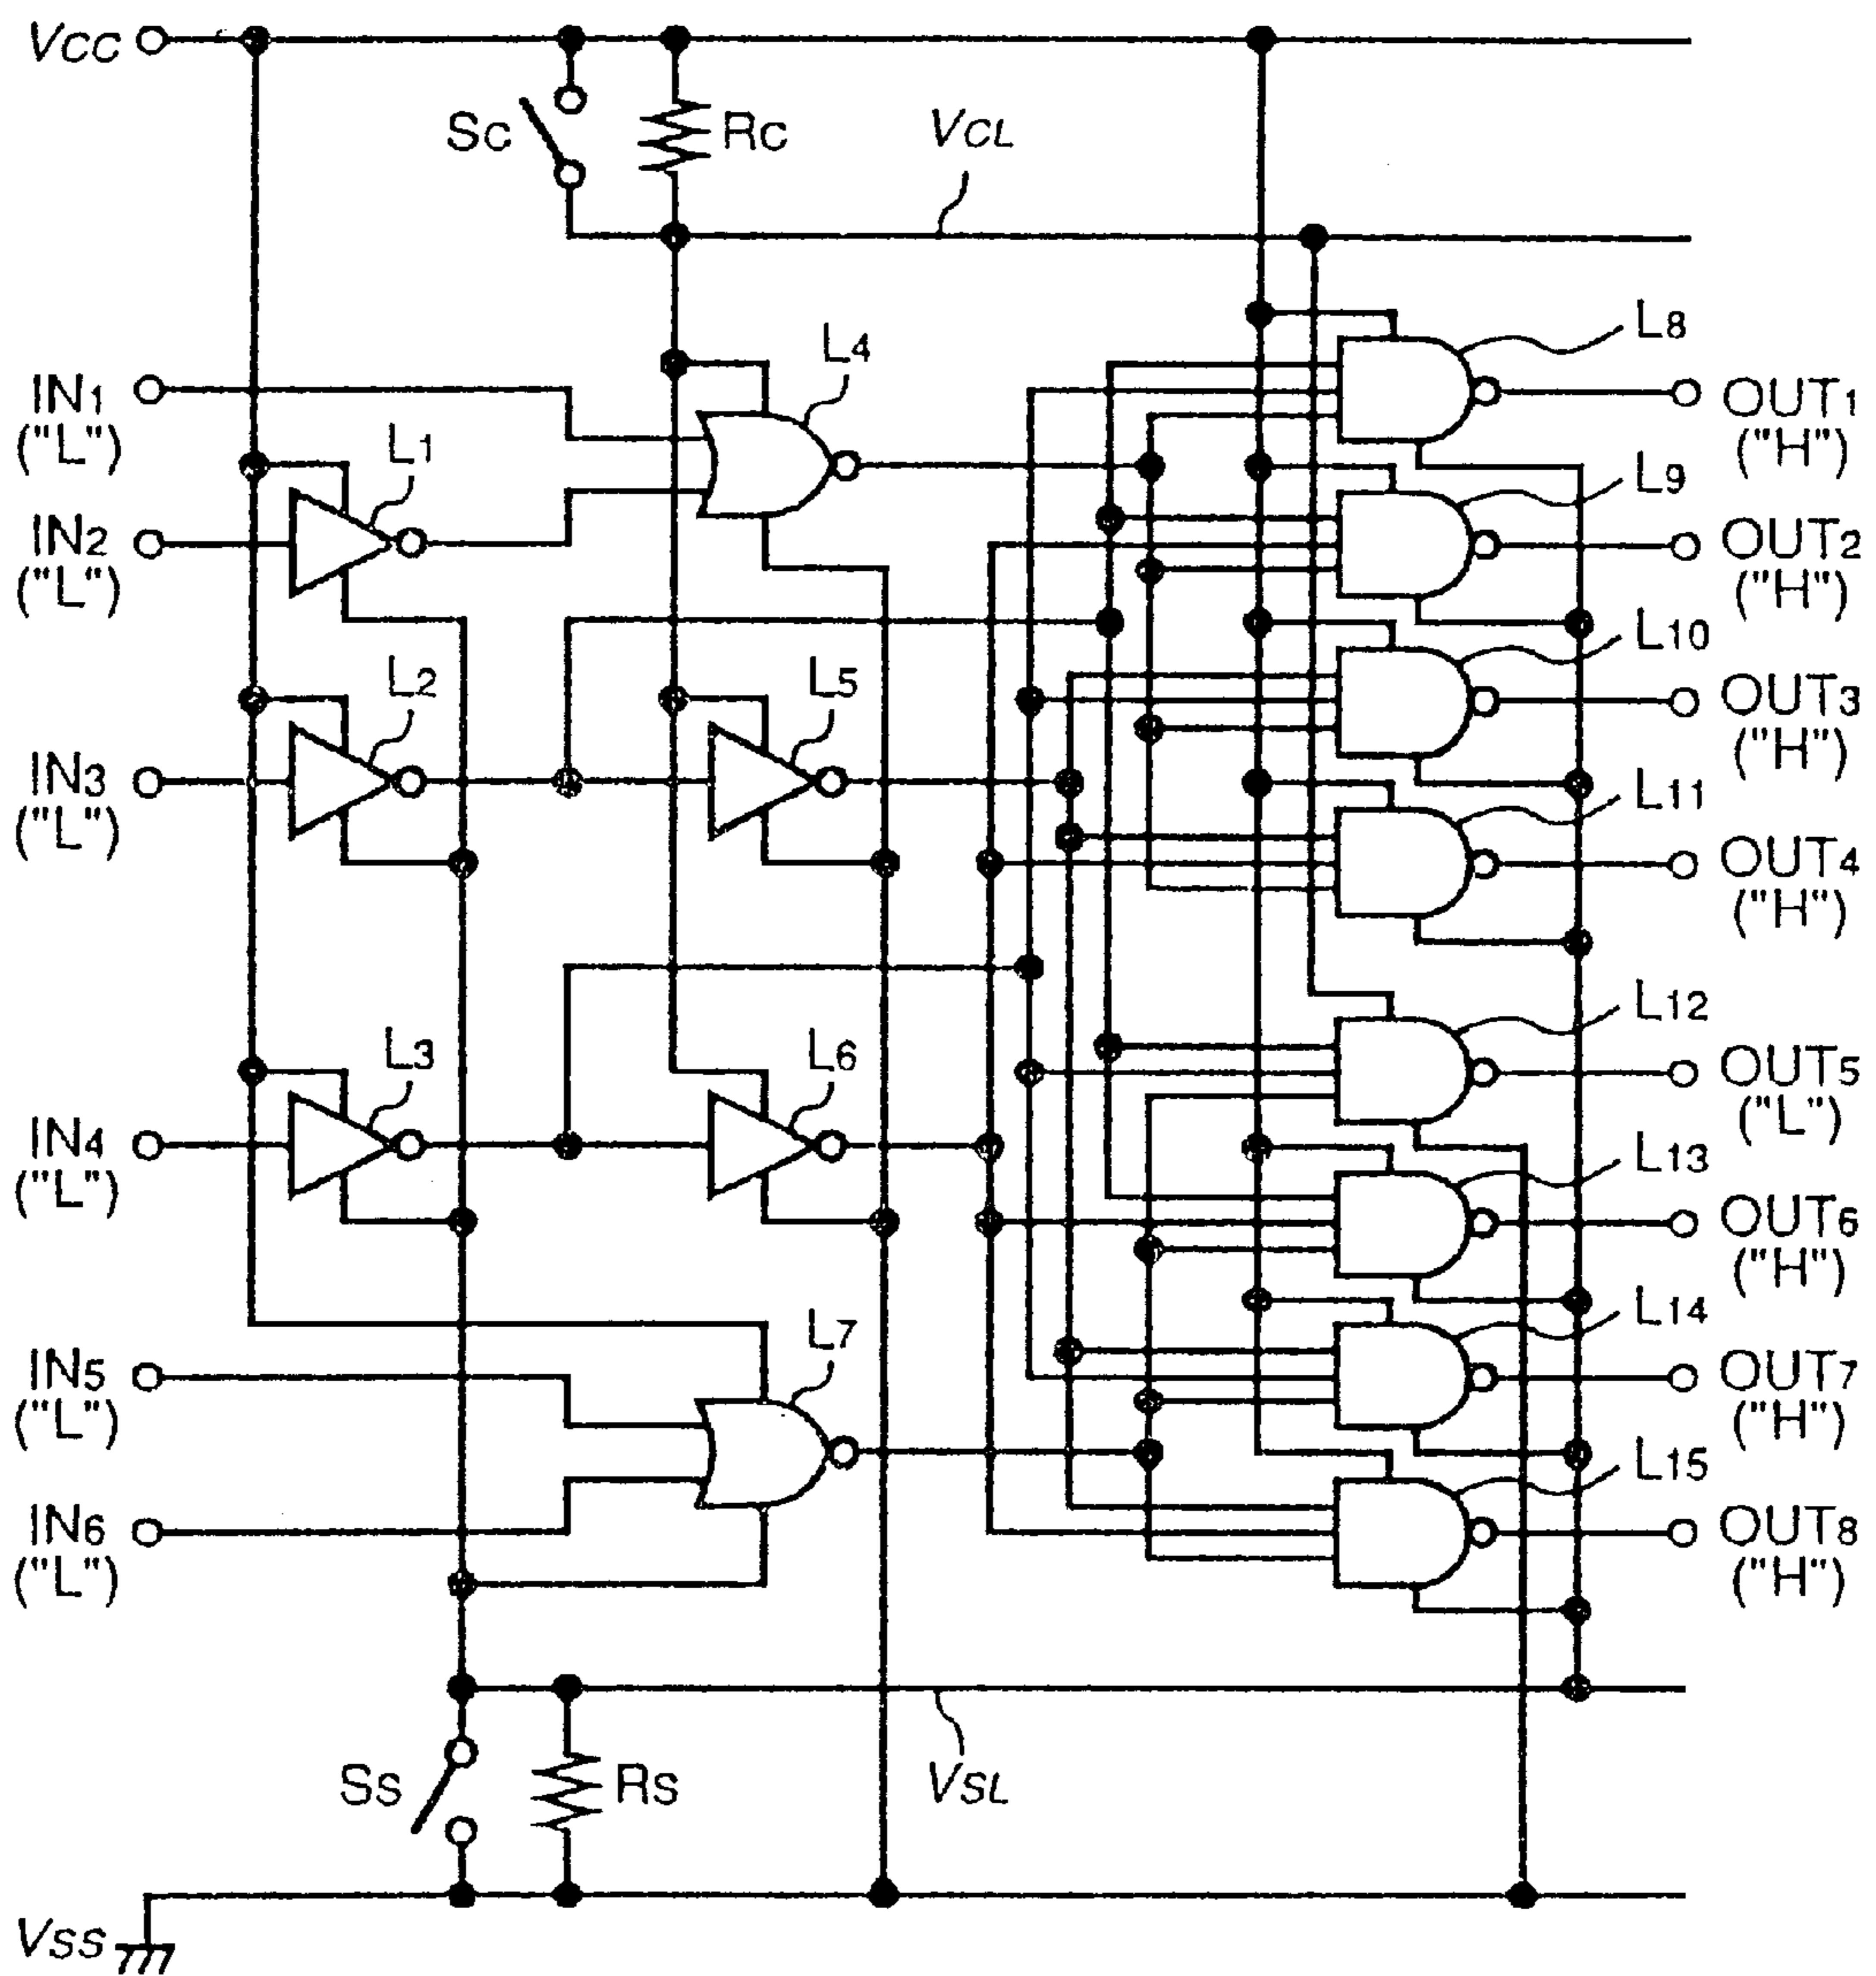 VCC
SC
RC
VCL
L8
L4
IN1
("L")
OUT1
("H")
L1
L9
IN2
("L")
OUT2
("H")
L10
L2
L5
OUT3
("H")
IN3
("L")
L11
OUT4
("H")
L12
L3
L6
OUT5
("L")
IN4
("L")
L13
OUT6
("H")
L14
L7
IN5
("L")
OUT7
("H")
L15
IN6
("L")
OUT8
("H")
SS
RS
VSL
VSS